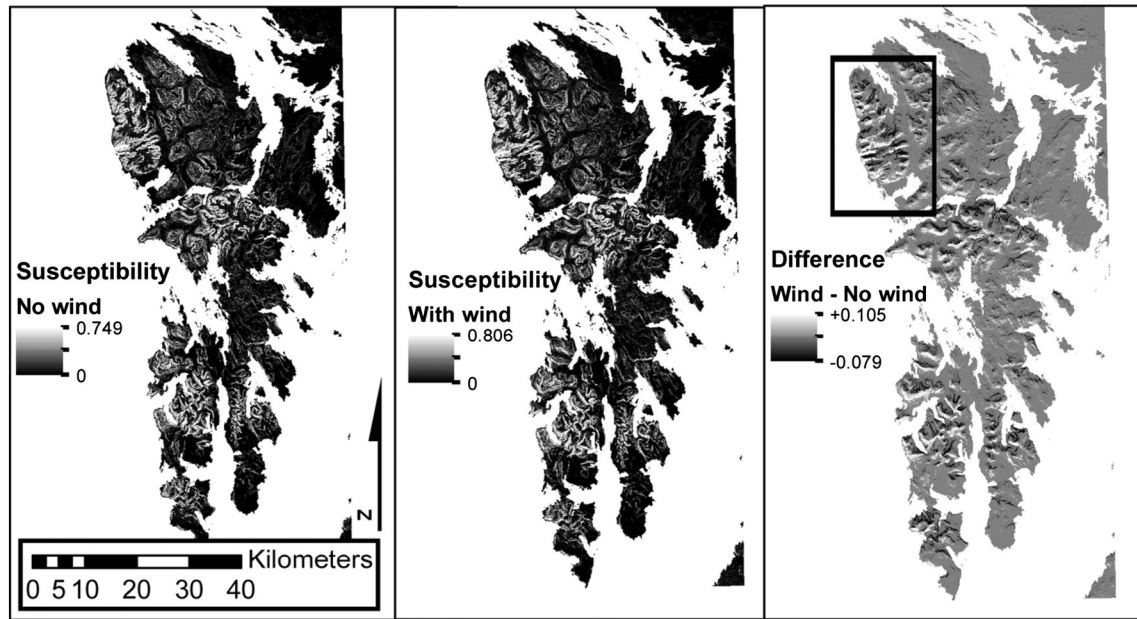 Susceptibility
No wind
0.749
0
N
Kilometers
0 5 10 20 30 40
Susceptibility
With wind
0.806
0
Difference
Wind - No wind
+0.105
-0.079